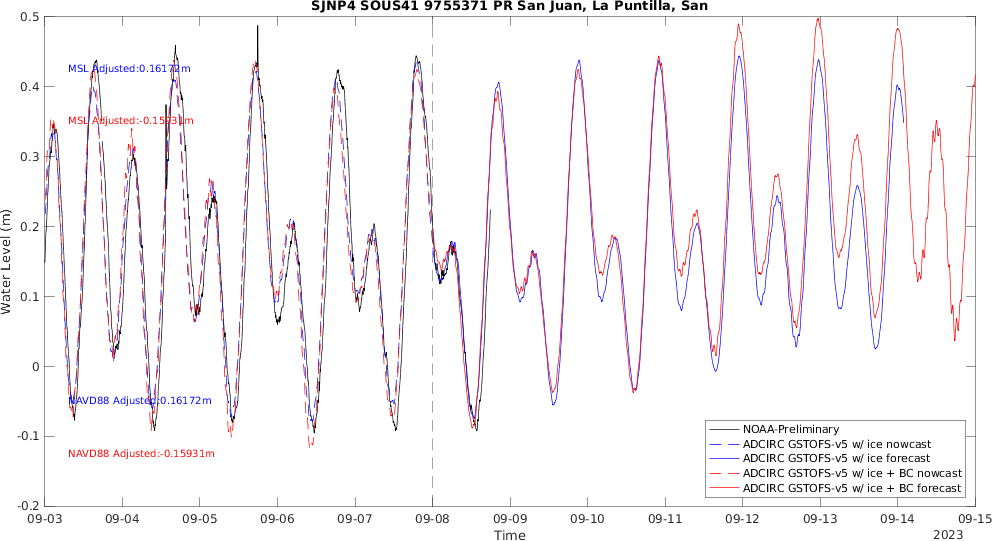 SJNP4 SOUS41 9755371 PR San Juan, La Puntilla, San
0.5
0.4
0.3
0.2
0.1
0
-0.1
-0.2
Water Level (m)
MSL Adjusted:0.16172m
MSL Adjusted:-0.15931m
NAVD88 Adjusted:0.16172m
NAVD88 Adjusted:-0.15931m
NOAA-Preliminary
ADCIRC GSTOFS-v5 w/ ice nowcast
ADCIRC GSTOFS-v5 w/ ice forecast
ADCIRC GSTOFS-v5 w/ ice + BC nowcast
ADCIRC GSTOFS-v5 w/ ice + BC forecast
09-03 09-04 09-05 09-06 09-07 09-08 09-09 09-10 09-11 09-12 09-13 09-14 09-15
Time
2023